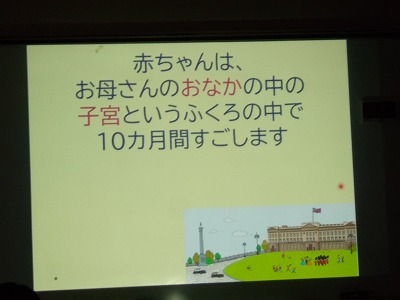 赤ちゃんは、
お母さんのおなかの中の
子宮というふくろの中で
10カ月間すごします